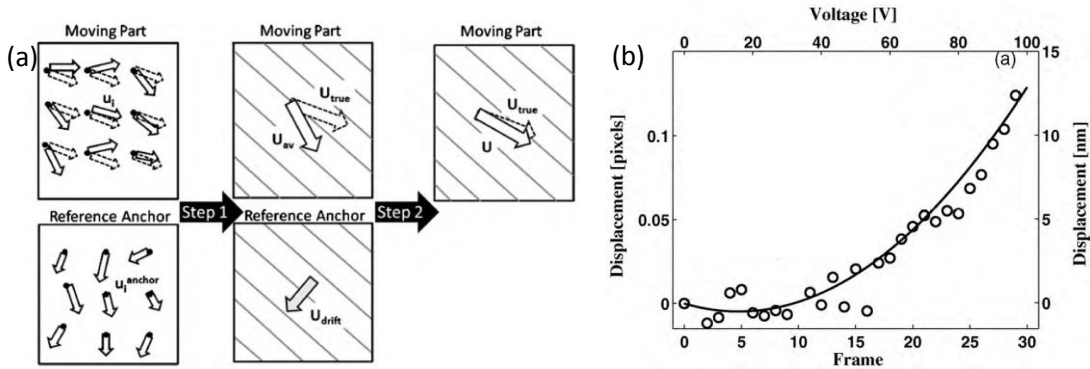 (a)
Moving Part
u_i
Reference Anchor
u_i^anchor
Step 1
Moving Part
U_true
U_av
Reference Anchor
U_drift
Step 2
Moving Part
U_true
U
(b)
Voltage [V]
0 20 40 60 80 100
(a)
Displacement [pixels]
0.1
0.05
0
15
10
5
0
Displacement [nm]
0 5 10 15 20 25 30
Frame